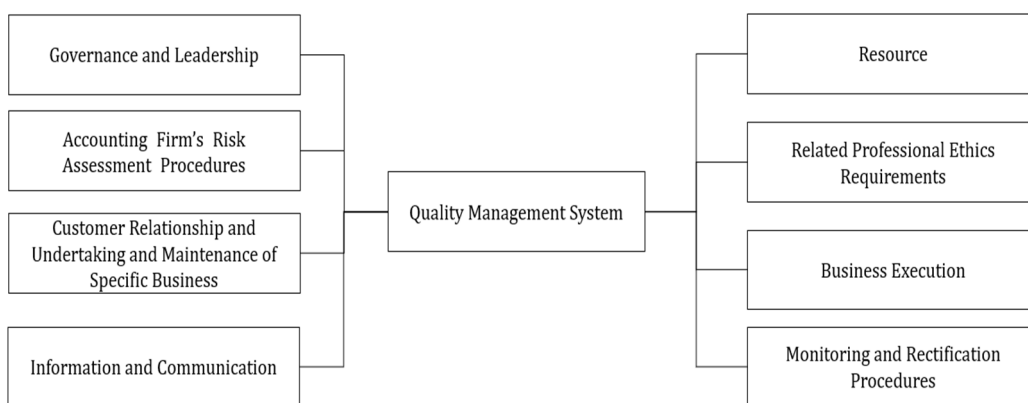 Governance and Leadership
Accounting Firm's Risk
Assessment Procedures
Customer Relationship and
Undertaking and Maintenance of
Specific Business
Information and Communication
Quality Management System
Resource
Related Professional Ethics
Requirements
Business Execution
Monitoring and Rectification
Procedures